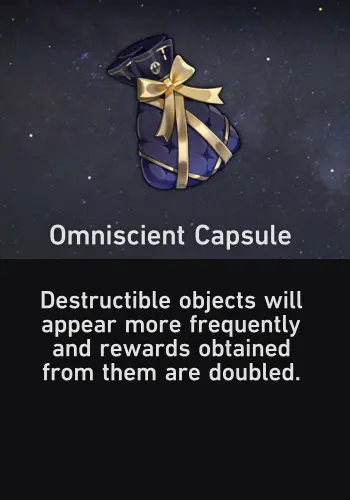 Omniscient Capsule
Destructible objects will
appear more frequently
and rewards obtained
from them are doubled.